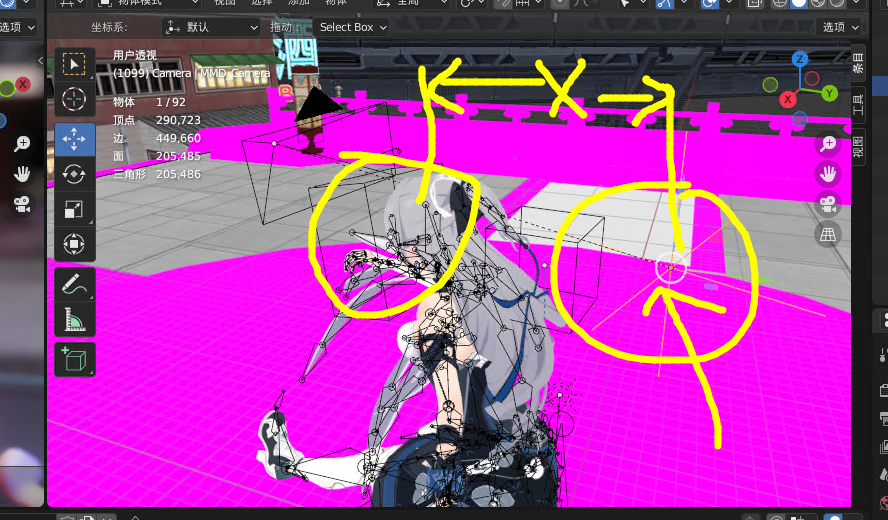 物体模式
视图 选择 添加 物体
全局
选项
坐标系: 默认 拖动: Select Box 选项
用户透视
(1099) Camera | MMD_Camera
物体 1 / 92
顶点 290,723
边 449,660
面 205,485
三角形 205,486
X
Z
Y
X
X
条目
工具
视图